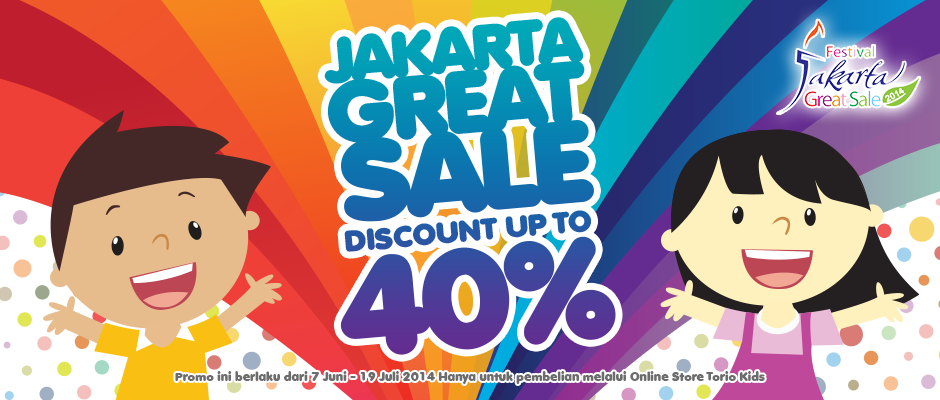 JAKARTA
GREAT
SALE
DISCOUNT UP TO
40%
Festival
Jakarta
Great Sale 2014
Promo ini berlaku dari 7 Juni - 19 Juli 2014 Hanya untuk pembelian melalui Online Store Torio Kids